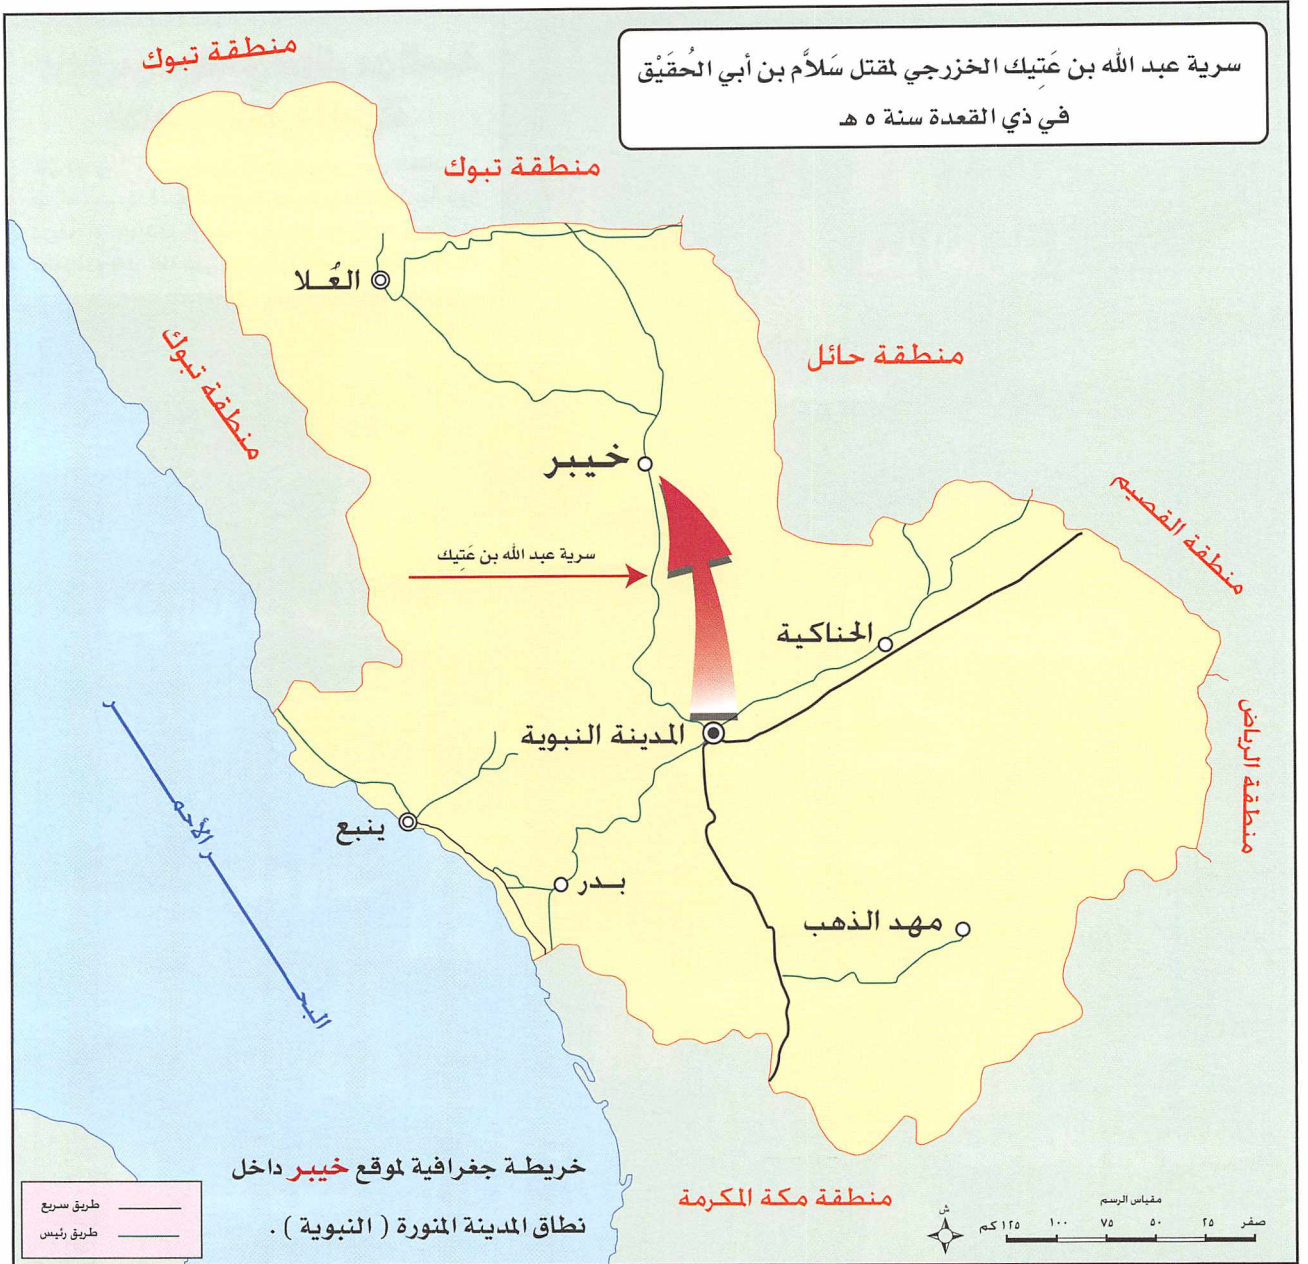 سرية عبد الله بن عَتِيك الخزرجي لمقتل سَلاَّم بن أبي الحُقَيْق
في ذي القعدة سنة ٥ هـ
منطقة تبوك
منطقة تبوك
العُـلا
منطقة تبوك
منطقة حائل
خيبر
منطقة القصيم
سرية عبد الله بن عَتِيك
الحناكية
المدينة النبوية
منطقة الرياض
ينبع
بـدر
مهد الذهب
البحر الأحمر
خريطة جغرافية لموقع خيبر داخل
نطاق المدينة المنورة ( النبوية ) .
منطقة مكة المكرمة
طريق سريع
طريق رئيس
ش
مقياس الرسم
صفر ٢٥ ٥٠ ٧٥ ١٠٠ ١٢٥ كم